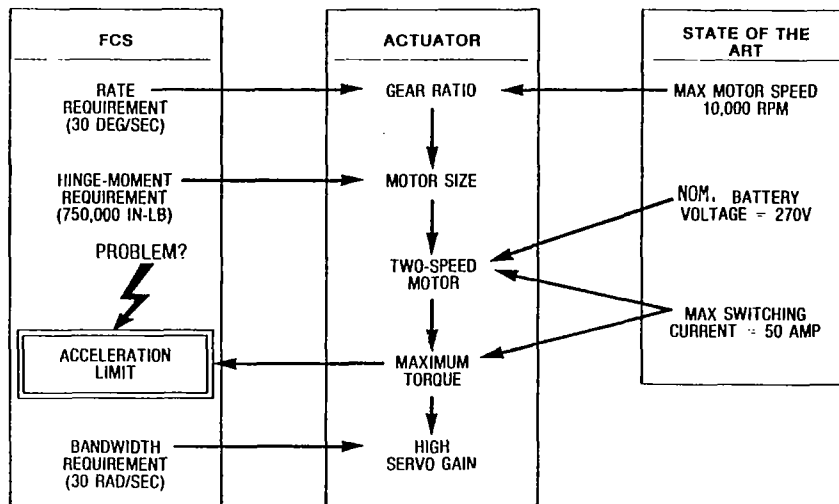 FCS
RATE
REQUIREMENT
(30 DEG/SEC)
HINGE-MOMENT
REQUIREMENT
(750,000 IN-LB)
PROBLEM?
ACCELERATION
LIMIT
BANDWIDTH
REQUIREMENT
(30 RAD/SEC)
ACTUATOR
GEAR RATIO
MOTOR SIZE
TWO-SPEED
MOTOR
MAXIMUM
TORQUE
HIGH
SERVO GAIN
STATE OF THE
ART
MAX MOTOR SPEED
10,000 RPM
NOM. BATTERY
VOLTAGE = 270V
MAX SWITCHING
CURRENT = 50 AMP